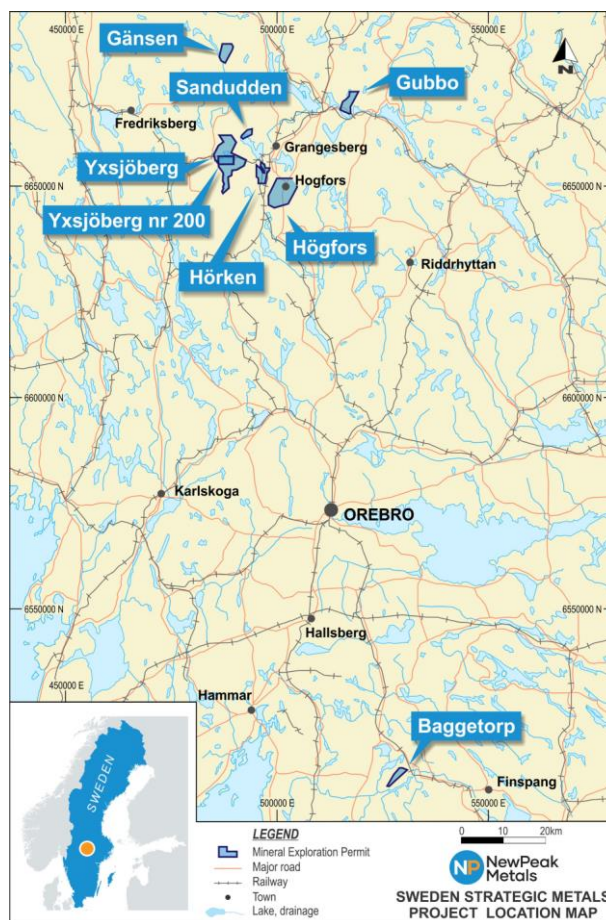 450000 E
500000 E
550000 E
Gänsen
N
Sandudden
Gubbo
Fredriksberg
Grangesberg
Yxsjöberg
6650000 N
6650000 N
Hogfors
Yxsjöberg nr 200
Högfors
Riddrhyttan
Hörken
6600000 N
6600000 N
Karlskoga
OREBRO
6550000 N
6550000 N
Hallsberg
450000 E
Hammar
Baggetorp
Finspang
SWEDEN
500000 E
550000 E
LEGEND
Mineral Exploration Permit
Major road
Railway
Town
Lake, drainage
0 10 20km
NP NewPeak
Metals
SWEDEN STRATEGIC METALS
PROJECT LOCATION MAP